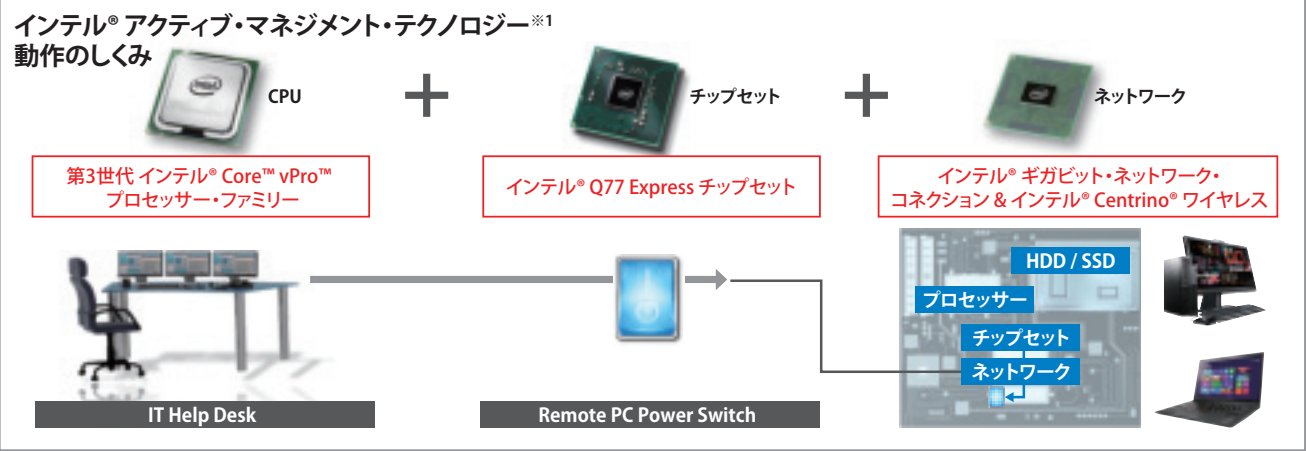 インテル® アクティブ・マネジメント・テクノロジー※1
動作のしくみ
CPU
チップセット
ネットワーク
第3世代 インテル® Core™ vPro™
プロセッサー・ファミリー
インテル® Q77 Express チップセット
インテル® ギガビット・ネットワーク・
コネクション & インテル® Centrino® ワイヤレス
HDD / SSD
プロセッサー
チップセット
ネットワーク
IT Help Desk
Remote PC Power Switch